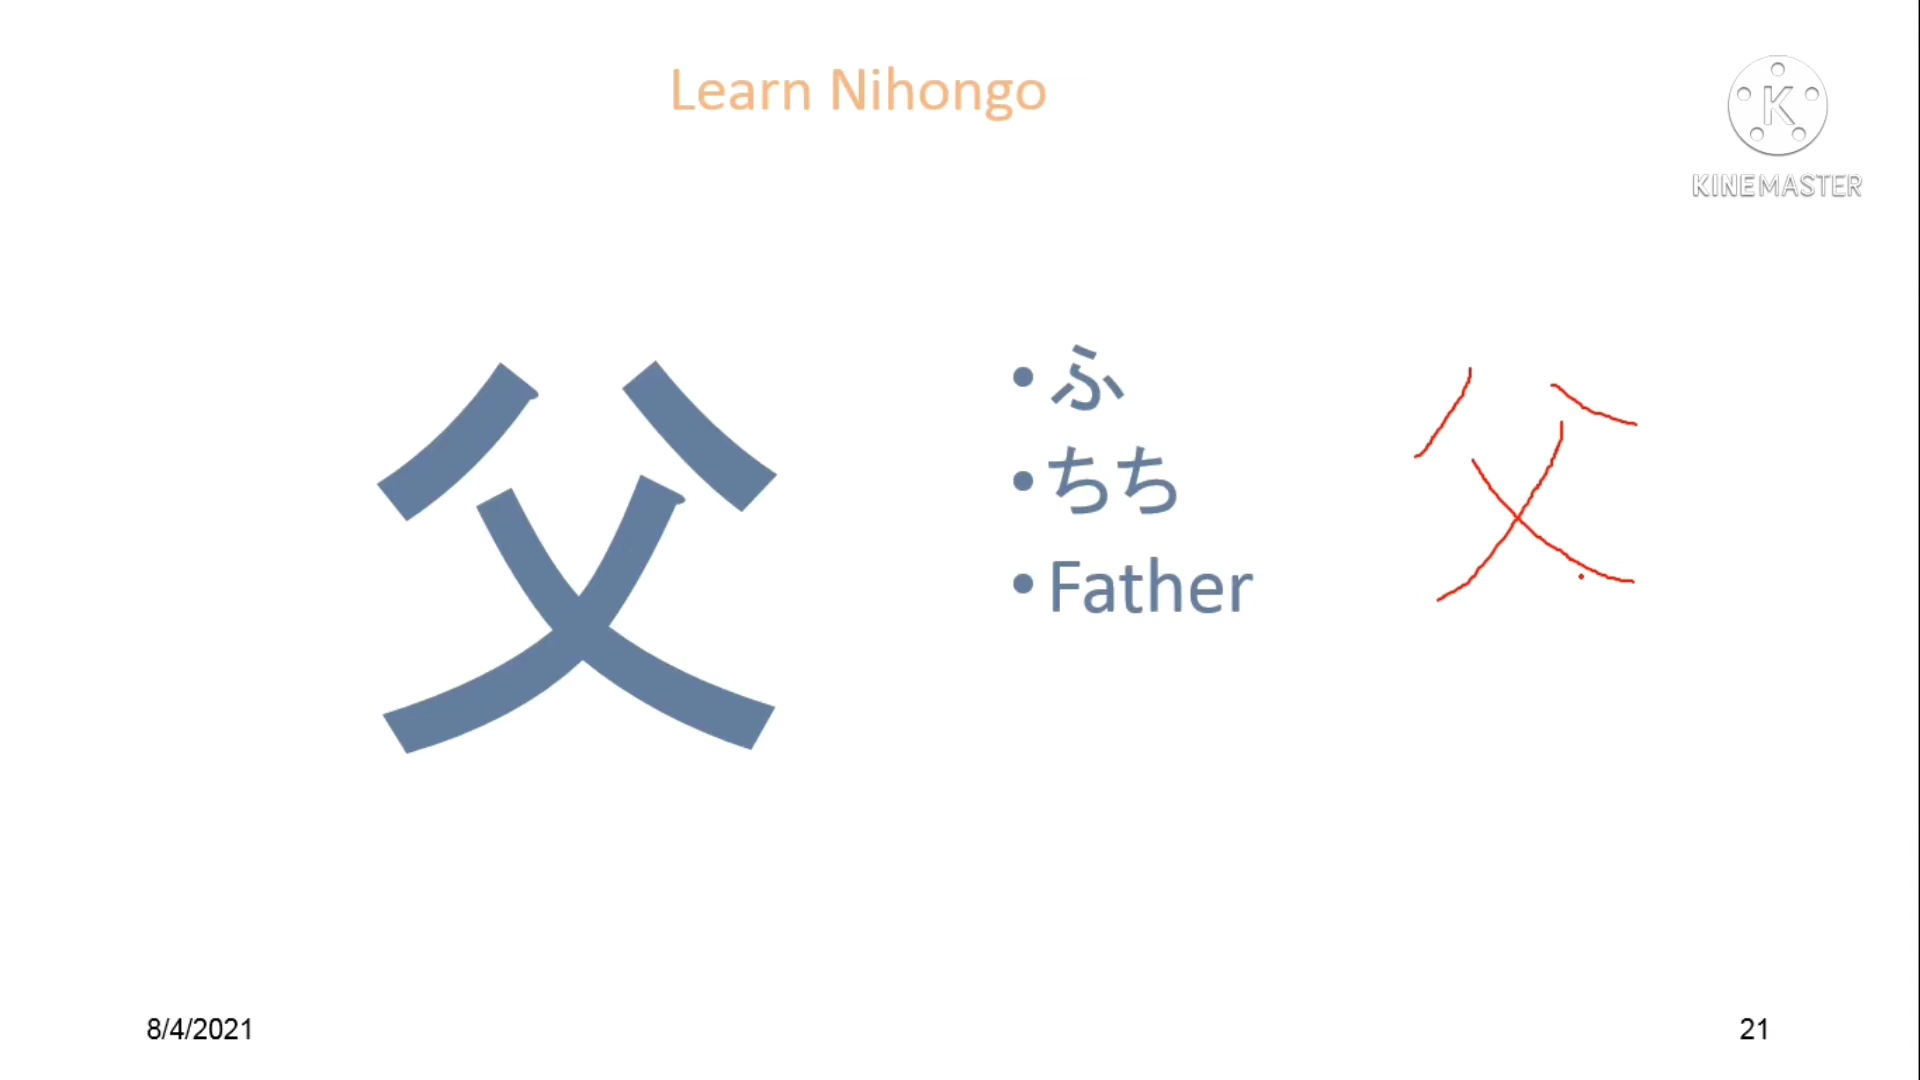 Learn Nihongo
K
KINEMASTER
父
• ふ
• ちち
• Father
父
8/4/2021
21